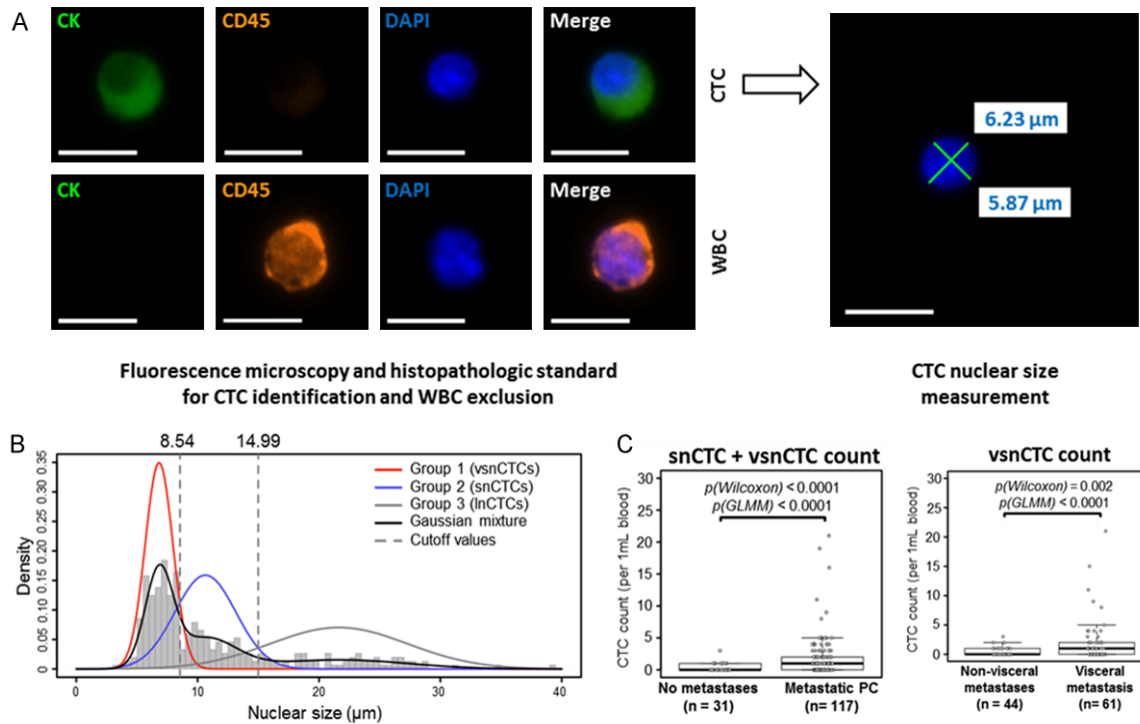 A
CK
CD45
DAPI
Merge
CTC
6.23 µm
5.87 µm
CK
CD45
DAPI
Merge
WBC
Fluorescence microscopy and histopathologic standard
for CTC identification and WBC exclusion
CTC nuclear size
measurement
B
8.54
14.99
Group 1 (vsnCTCs)
Group 2 (snCTCs)
Group 3 (lnCTCs)
Gaussian mixture
Cutoff values
Density
0.35
0.30
0.25
0.20
0.15
0.10
0.05
0
0
10
20
30
40
Nuclear size (µm)
C
snCTC + vsnCTC count
p(Wilcoxon) < 0.0001
p(GLMM) < 0.0001
CTC count (per 1mL blood)
30
25
20
15
10
5
0
No metastases
(n = 31)
Metastatic PC
(n= 117)
vsnCTC count
p(Wilcoxon) = 0.002
p(GLMM) < 0.0001
CTC count (per 1mL blood)
30
25
20
15
10
5
0
Non-visceral
metastases
(n = 44)
Visceral
metastasis
(n= 61)